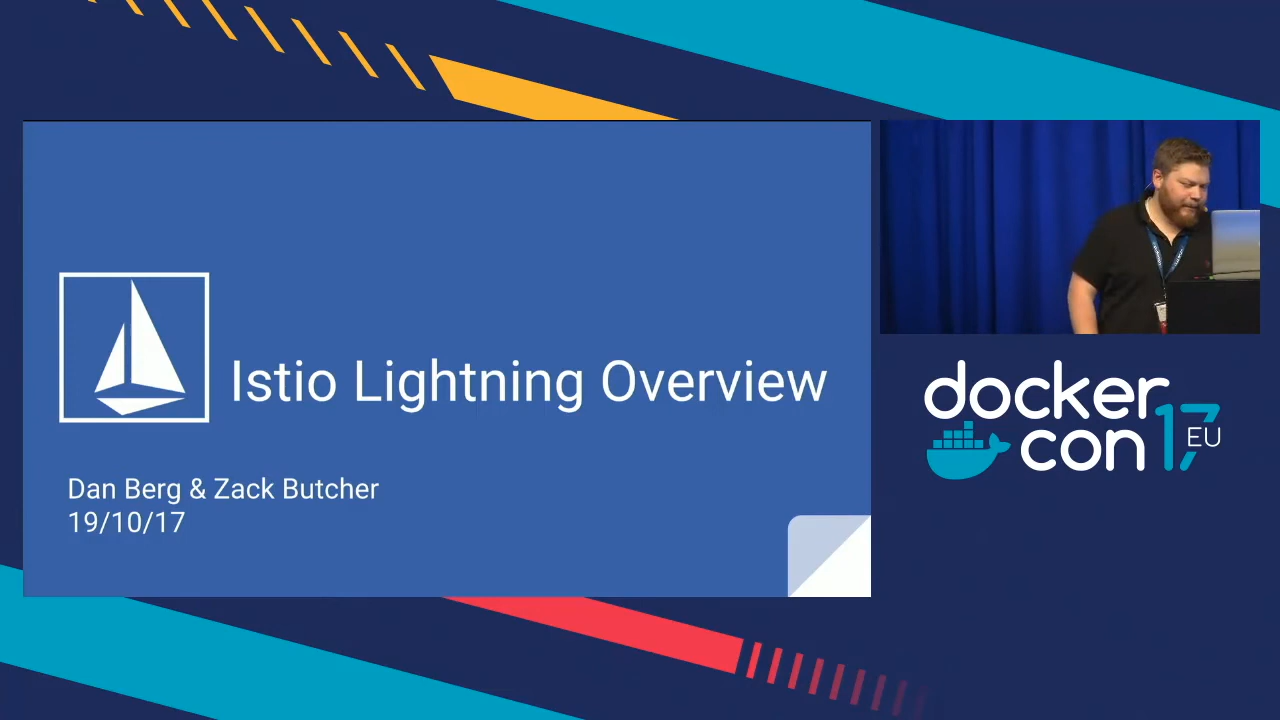 Istio Lightning Overview
Dan Berg & Zack Butcher
19/10/17
docker
con 17 EU